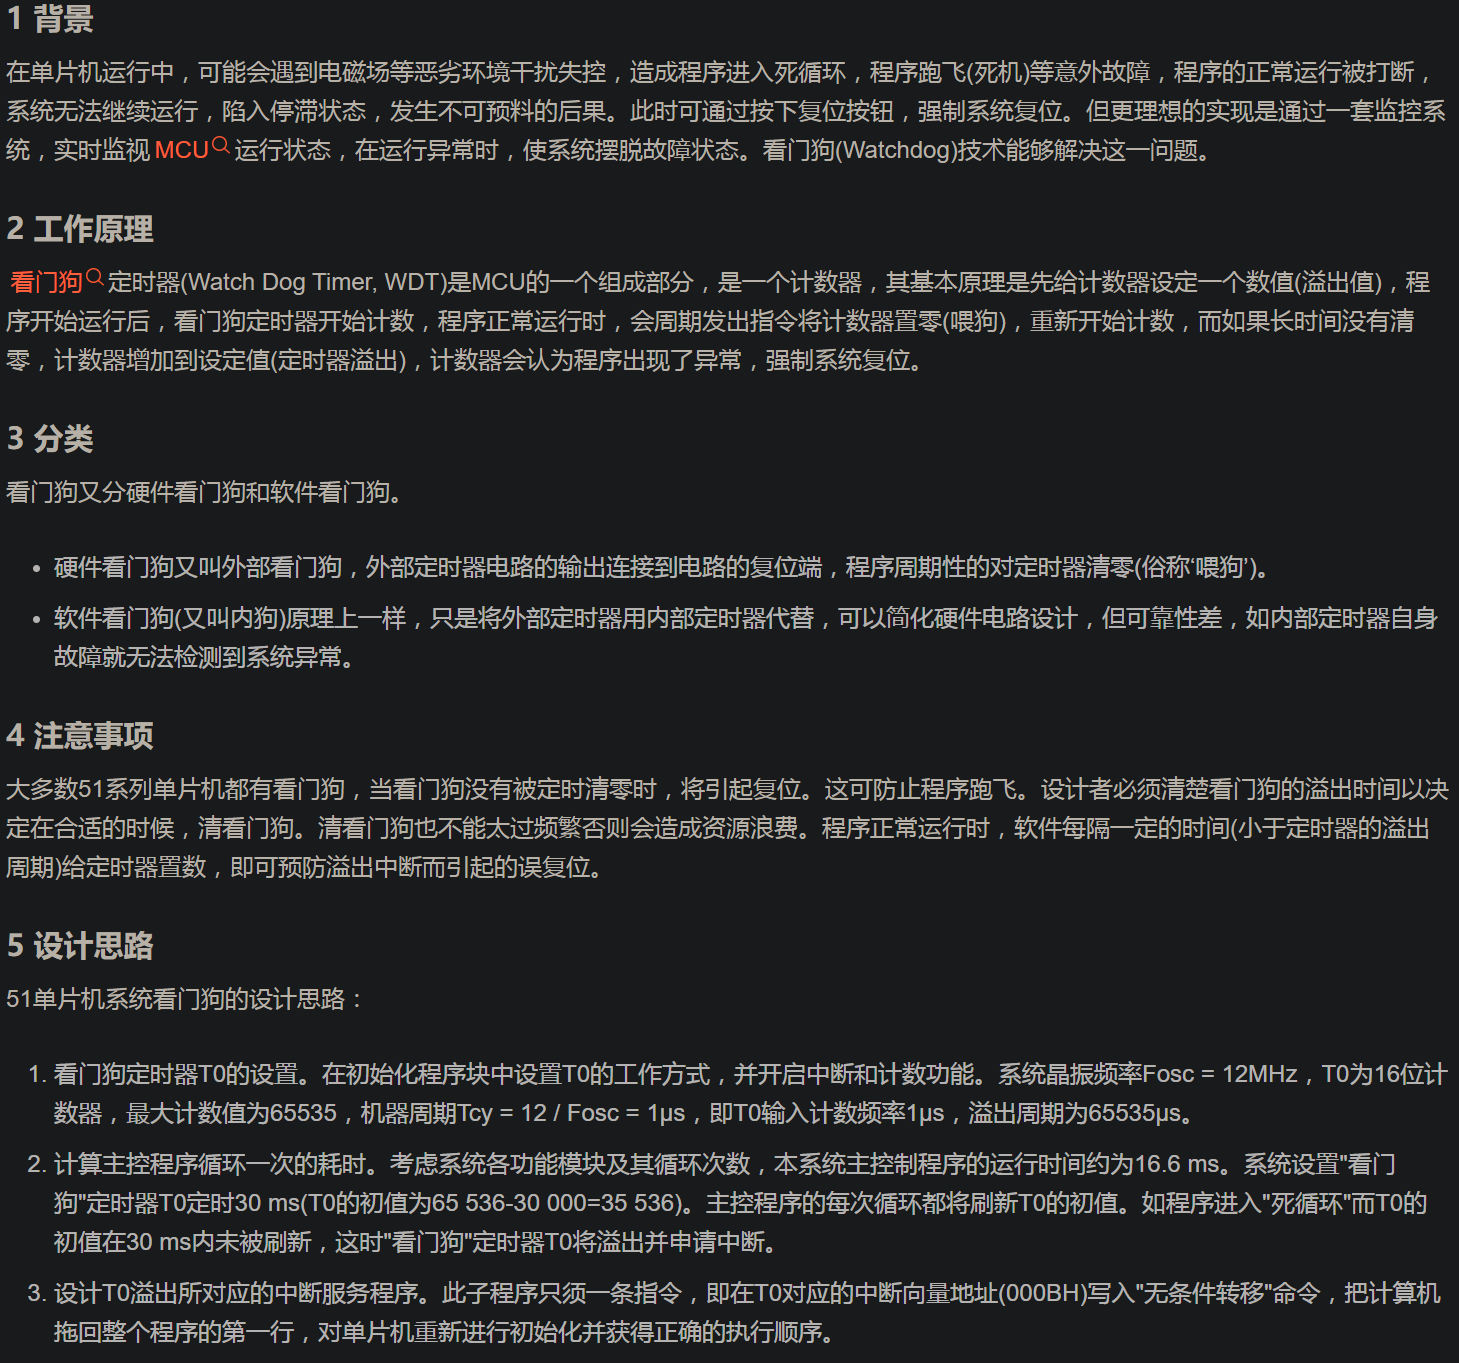 1 背景
在单片机运行中，可能会遇到电磁场等恶劣环境干扰失控，造成程序进入死循环，程序跑飞(死机)等意外故障，程序的正常运行被打断，
系统无法继续运行，陷入停滞状态，发生不可预料的后果。此时可通过按下复位按钮，强制系统复位。但更理想的实现是通过一套监控系
统，实时监视 MCU 运行状态，在运行异常时，使系统摆脱故障状态。看门狗(Watchdog)技术能够解决这一问题。
2 工作原理
看门狗 定时器(Watch Dog Timer, WDT)是MCU的一个组成部分，是一个计数器，其基本原理是先给计数器设定一个数值(溢出值)，程
序开始运行后，看门狗定时器开始计数，程序正常运行时，会周期发出指令将计数器置零(喂狗)，重新开始计数，而如果长时间没有清
零，计数器增加到设定值(定时器溢出)，计数器会认为程序出现了异常，强制系统复位。
3 分类
看门狗又分硬件看门狗和软件看门狗。
• 硬件看门狗又叫外部看门狗，外部定时器电路的输出连接到电路的复位端，程序周期性的对定时器清零(俗称‘喂狗’)。
• 软件看门狗(又叫内狗)原理上一样，只是将外部定时器用内部定时器代替，可以简化硬件电路设计，但可靠性差，如内部定时器自身
故障就无法检测到系统异常。
4 注意事项
大多数51系列单片机都有看门狗，当看门狗没有被定时清零时，将引起复位。这可防止程序跑飞。设计者必须清楚看门狗的溢出时间以决
定在合适的时候，清看门狗。清看门狗也不能太过频繁否则会造成资源浪费。程序正常运行时，软件每隔一定的时间(小于定时器的溢出
周期)给定时器置数，即可预防溢出中断而引起的误复位。
5 设计思路
51单片机系统看门狗的设计思路：
1. 看门狗定时器T0的设置。在初始化程序块中设置T0的工作方式，并开启中断和计数功能。系统晶振频率Fosc = 12MHz，T0为16位计
数器，最大计数值为65535，机器周期Tcy = 12 / Fosc = 1μs，即T0输入计数频率1μs，溢出周期为65535μs。
2. 计算主控程序循环一次的耗时。考虑系统各功能模块及其循环次数，本系统主控制程序的运行时间约为16.6 ms。系统设置"看门
狗"定时器T0定时30 ms(T0的初值为65 536-30 000=35 536)。主控程序的每次循环都将刷新T0的初值。如程序进入"死循环"而T0的
初值在30 ms内未被刷新，这时"看门狗"定时器T0将溢出并申请中断。
3. 设计T0溢出所对应的中断服务程序。此子程序只须一条指令，即在T0对应的中断向量地址(000BH)写入"无条件转移"命令，把计算机
拖回整个程序的第一行，对单片机重新进行初始化并获得正确的执行顺序。